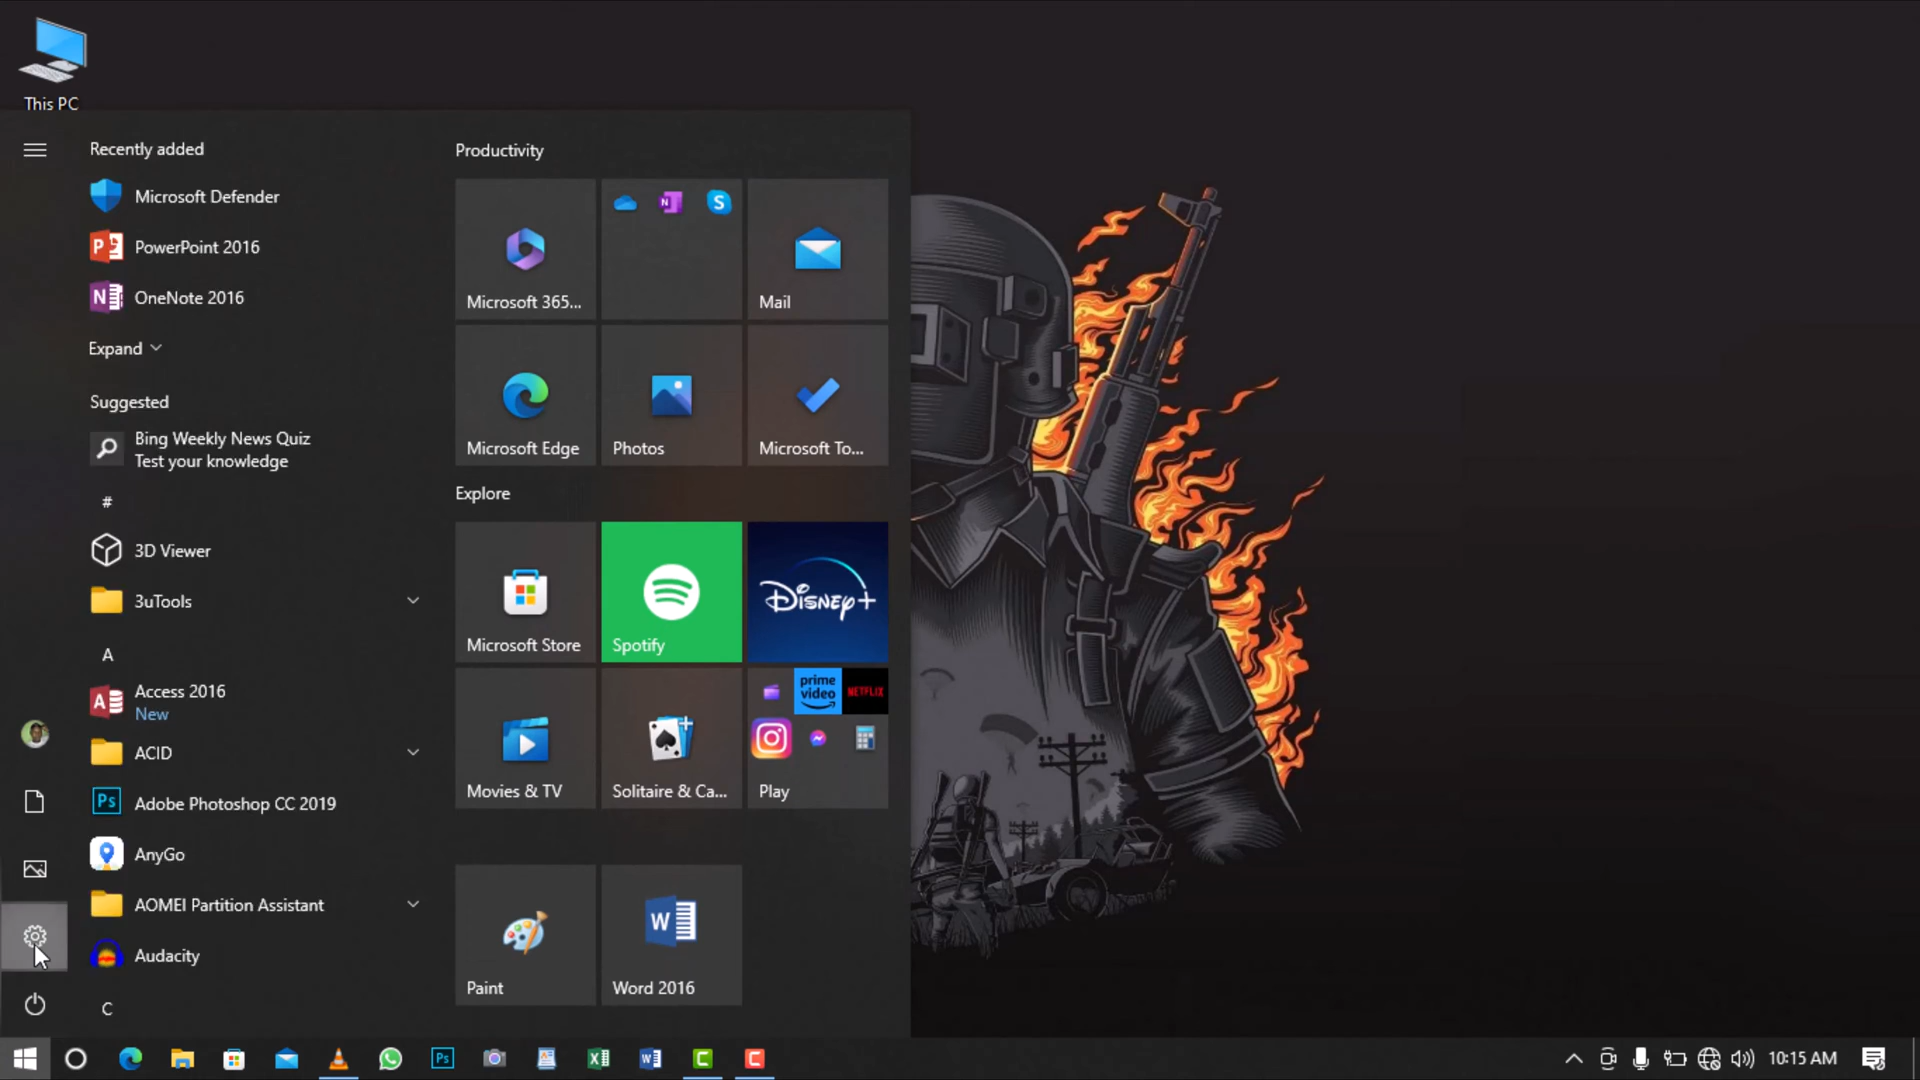 This PC
Recently added
Microsoft Defender
PowerPoint 2016
OneNote 2016
Expand
Suggested
Bing Weekly News Quiz
Test your knowledge
#
3D Viewer
3uTools
A
Access 2016
New
ACID
Adobe Photoshop CC 2019
AnyGo
AOMEI Partition Assistant
Audacity
C
Productivity
Microsoft 365...
Mail
Microsoft Edge
Photos
Microsoft To...
Explore
Microsoft Store
Spotify
Disney+
Movies & TV
Solitaire & Ca...
prime video
NETFLIX
Play
Paint
Word 2016
10:15 AM